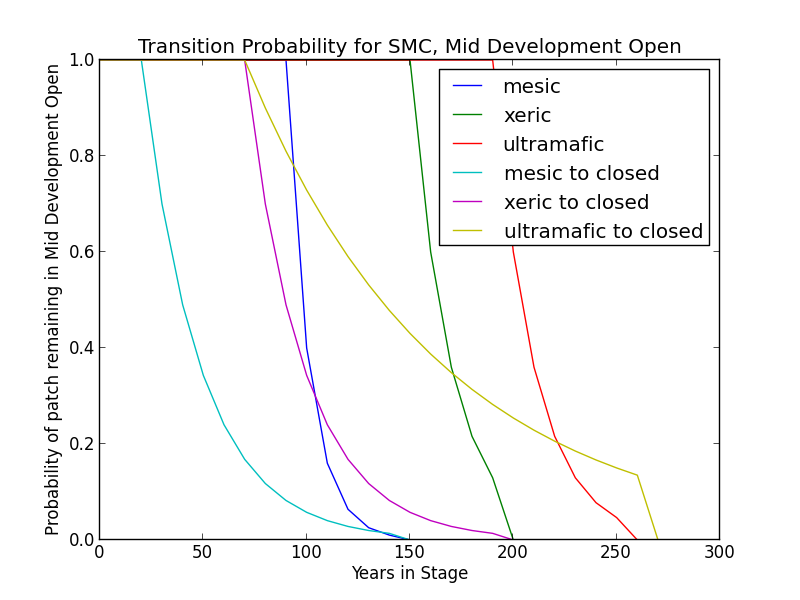 Transition Probability for SMC, Mid Development Open
Probability of patch remaining in Mid Development Open
1.0
0.8
0.6
0.4
0.2
0.0
mesic
xeric
ultramafic
mesic to closed
xeric to closed
ultramafic to closed
0 50 100 150 200 250 300
Years in Stage